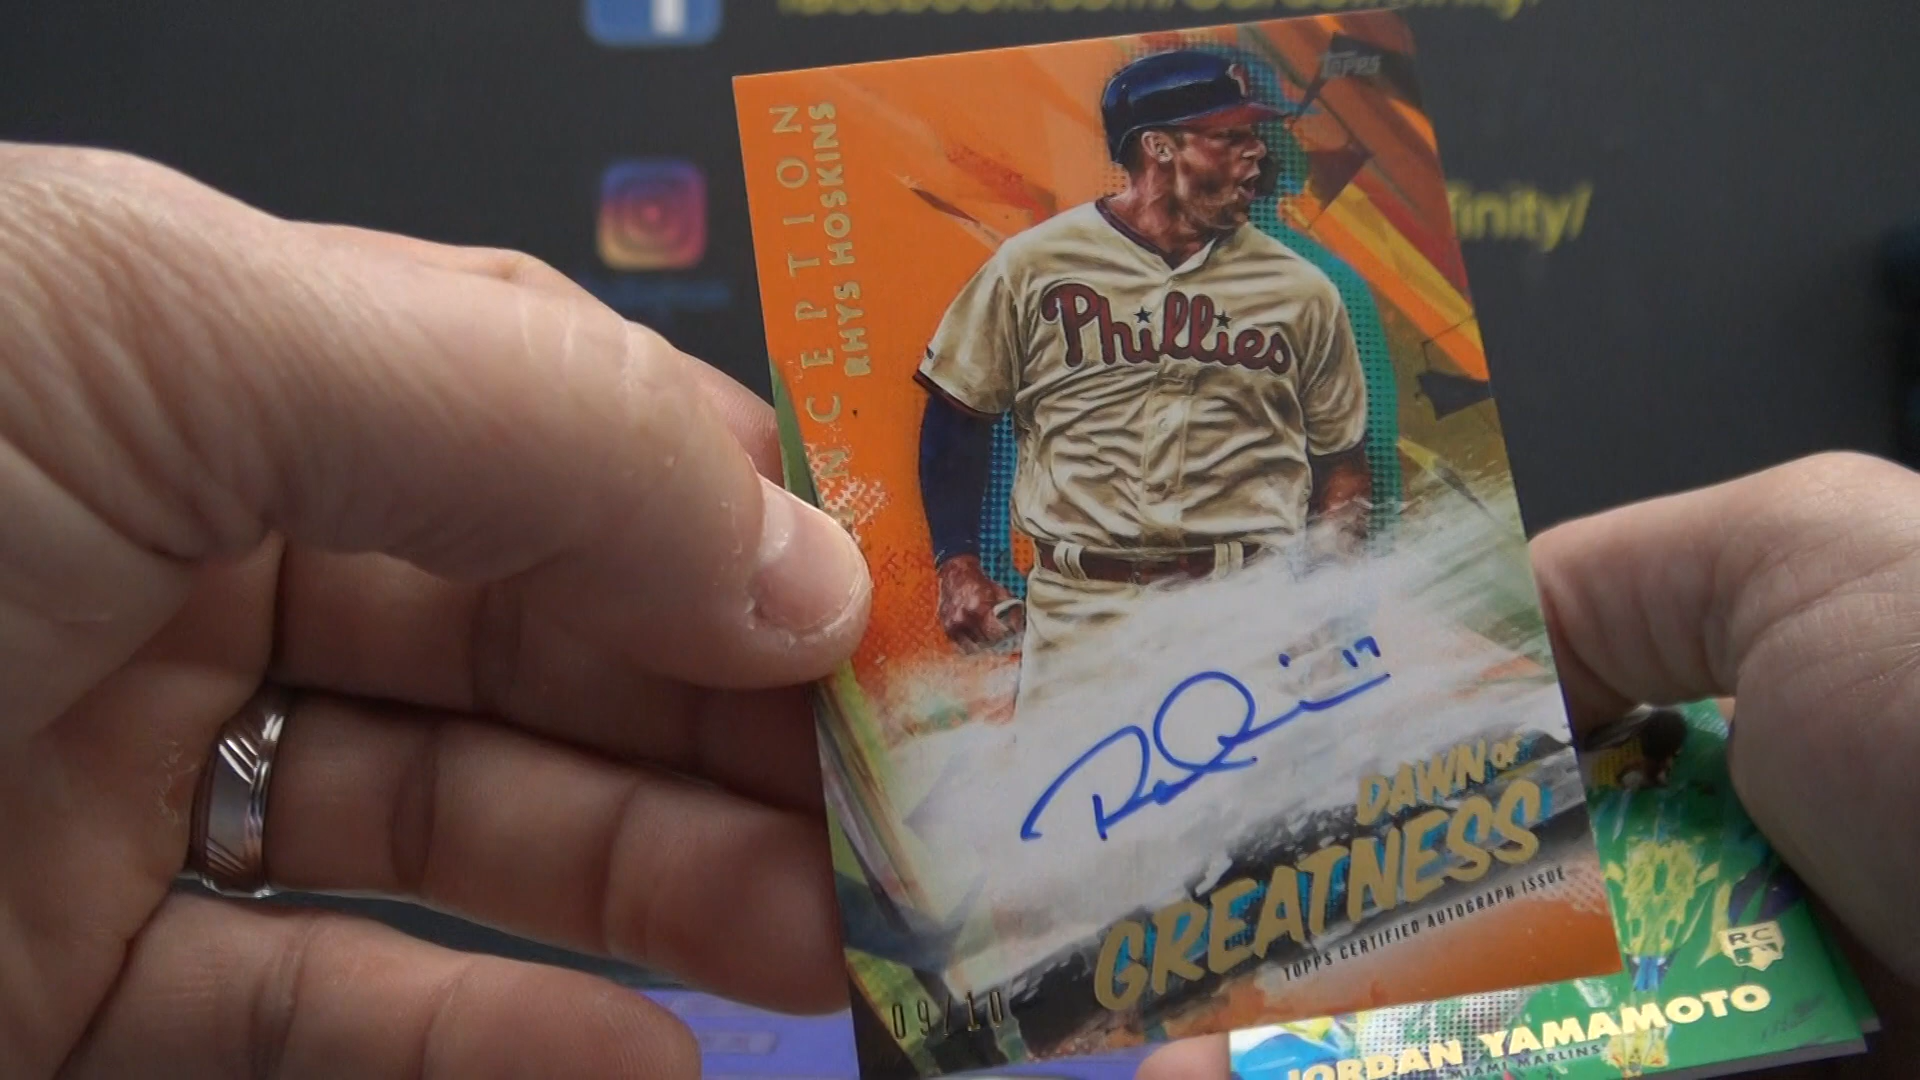 TOPPS
INCEPTION
RHYS HOSKINS
Phillies
17
DAWN OF
GREATNESS
TOPPS CERTIFIED AUTOGRAPH ISSUE
09/10
finity/
RC
JORDAN YAMAMOTO
MIAMI MARLINS